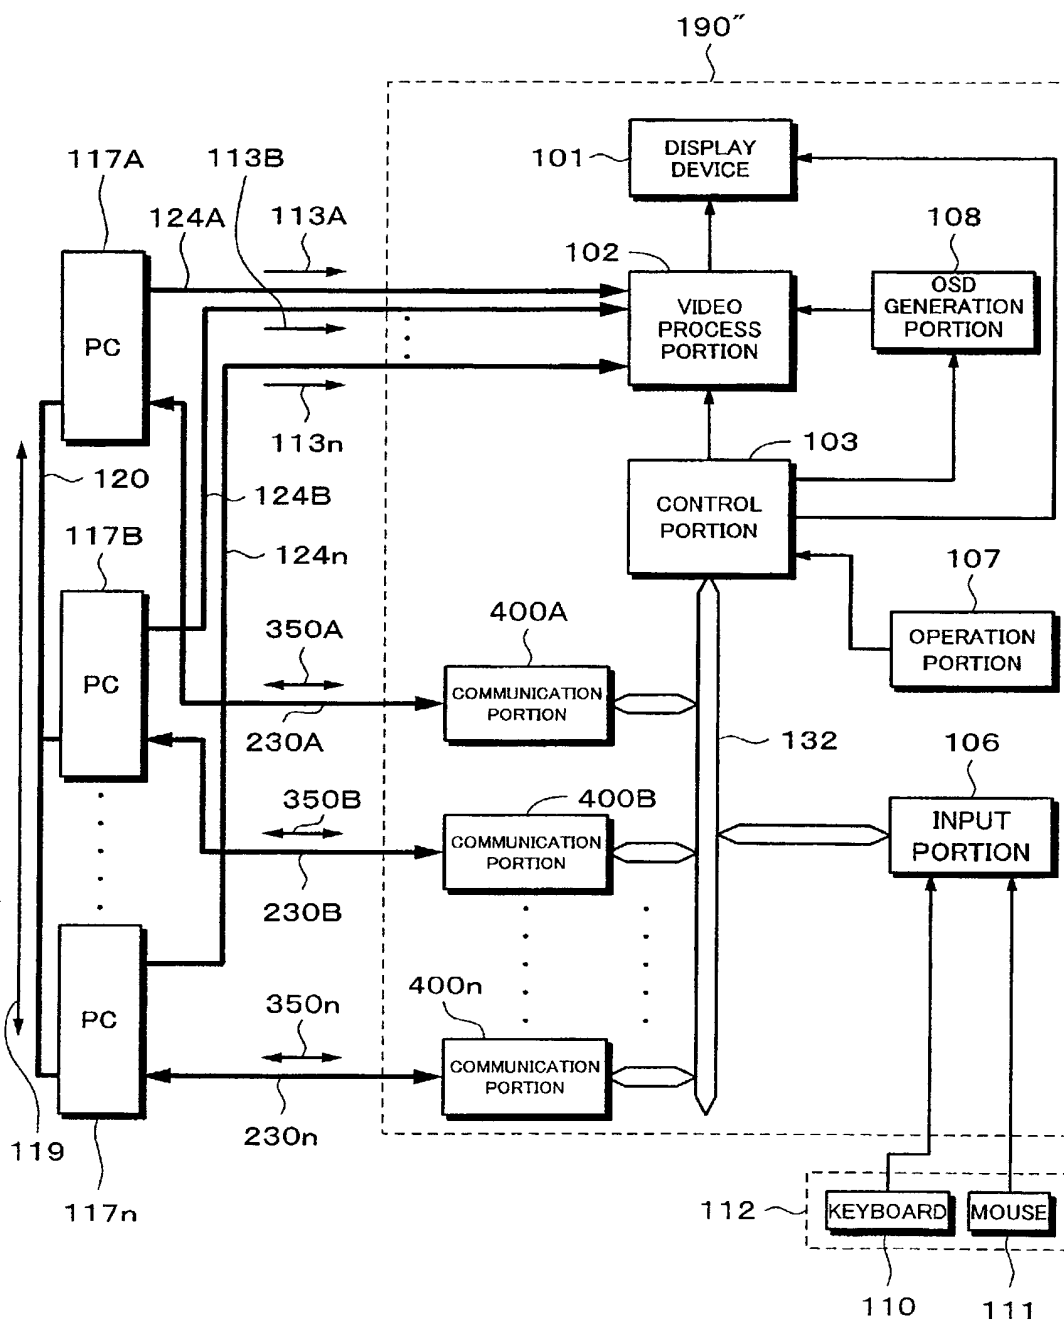 190″
117A
113B
101
DISPLAY
DEVICE
124A
113A
108
102
PC
VIDEO
PROCESS
PORTION
OSD
GENERATION
PORTION
113n
103
120
124B
CONTROL
PORTION
117B
124n
107
350A
400A
OPERATION
PORTION
PC
COMMUNICATION
PORTION
230A
132
106
350B
400B
INPUT
PORTION
COMMUNICATION
PORTION
230B
350n
400n
PC
COMMUNICATION
PORTION
230n
119
117n
112
KEYBOARD
MOUSE
110
111